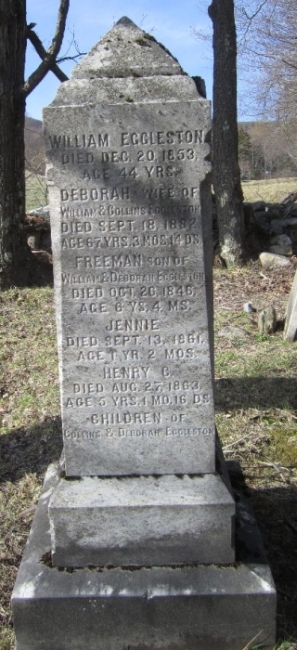 WILLIAM EGGLESTON
DIED DEC. 20, 1853,
AGE 44 YRS.
DEBORAH WIFE OF
WILLIAM & COLLINS EGGLESTON
DIED SEPT. 18, 1882
AGE 67 YRS. 3 MOS. 14 DS.
FREEMAN SON OF
WILLIAM & DEBORAH EGGLESTON
DIED OCT. 20, 1846,
AGE 6 YS. 4 MS.
JENNIE
DIED SEPT. 13, 1861,
AGE 1 YR. 2 MOS.
HENRY C.
DIED AUG. 27, 1863,
AGE 5 YRS. 1 MO. 16 DS.
CHILDREN OF
COLLINS & DEBORAH EGGLESTON